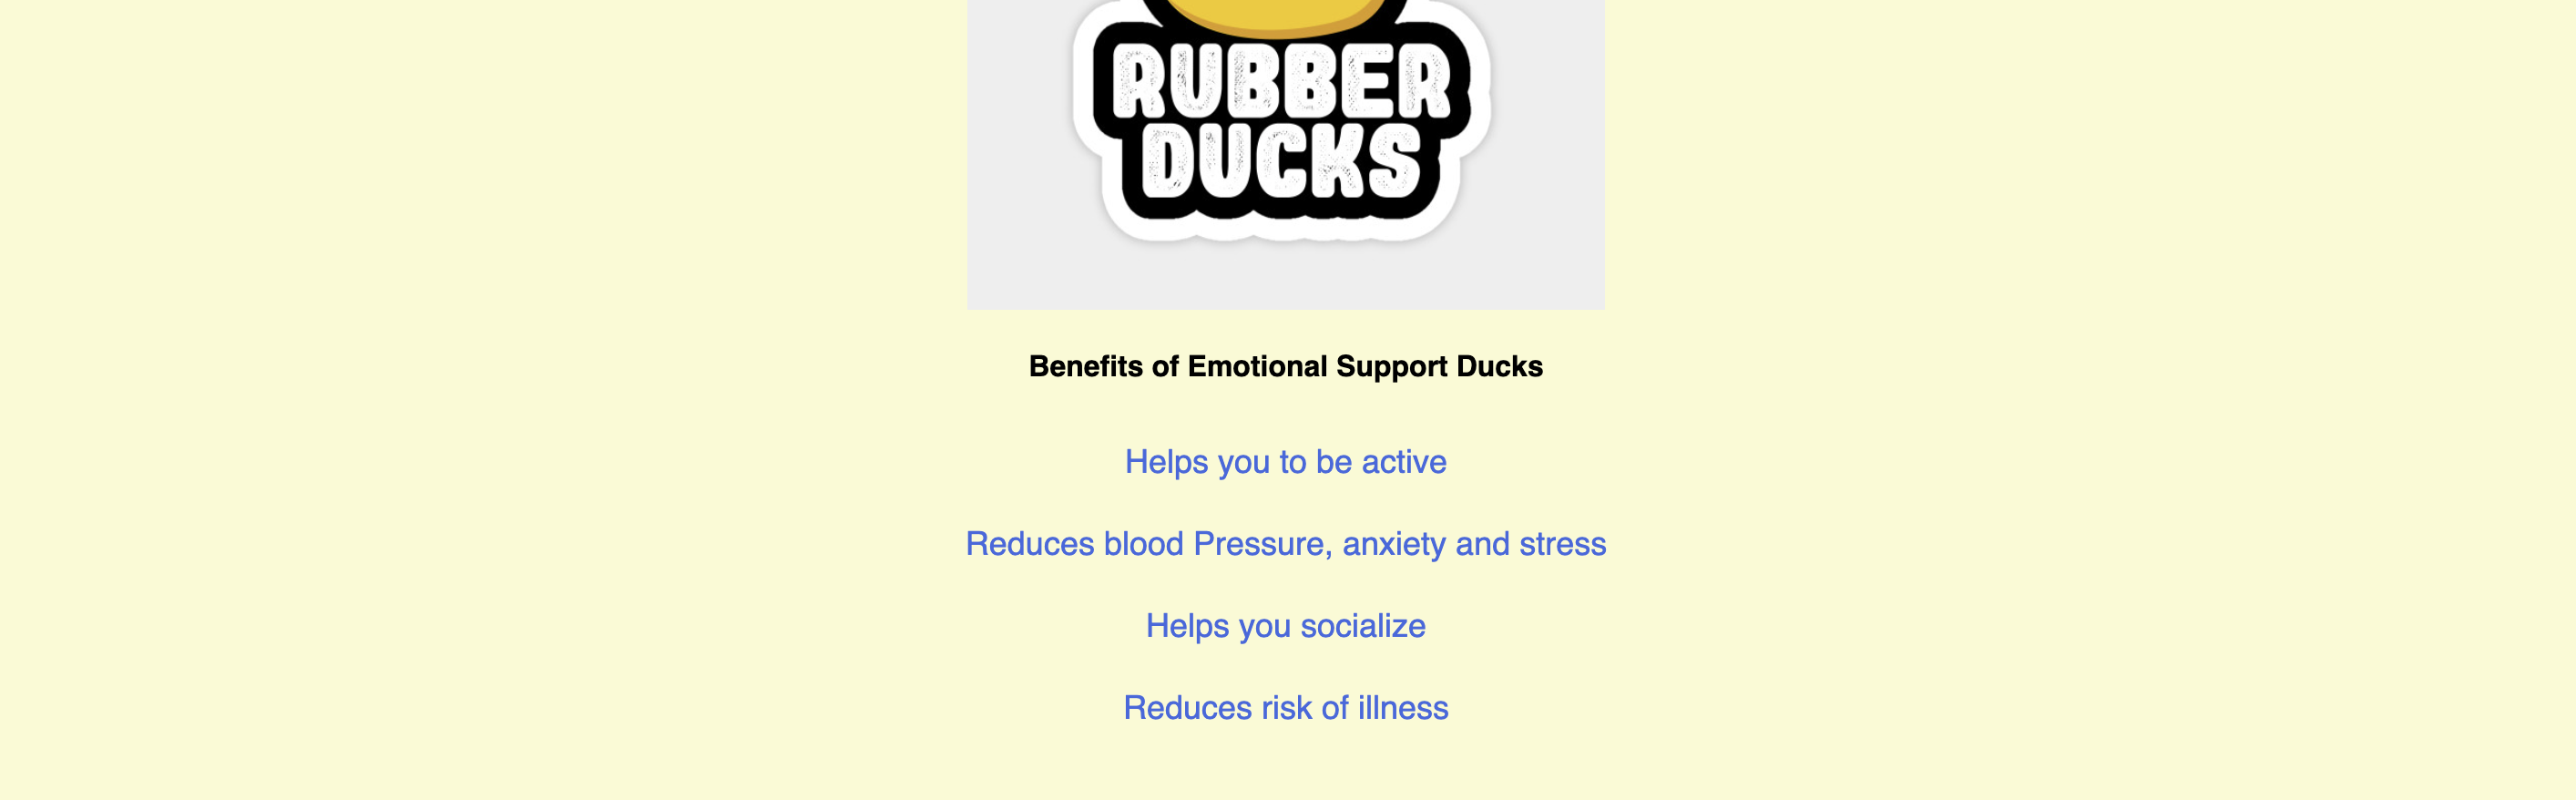 RUBBER
DUCKS
Benefits of Emotional Support Ducks
Helps you to be active
Reduces blood Pressure, anxiety and stress
Helps you socialize
Reduces risk of illness